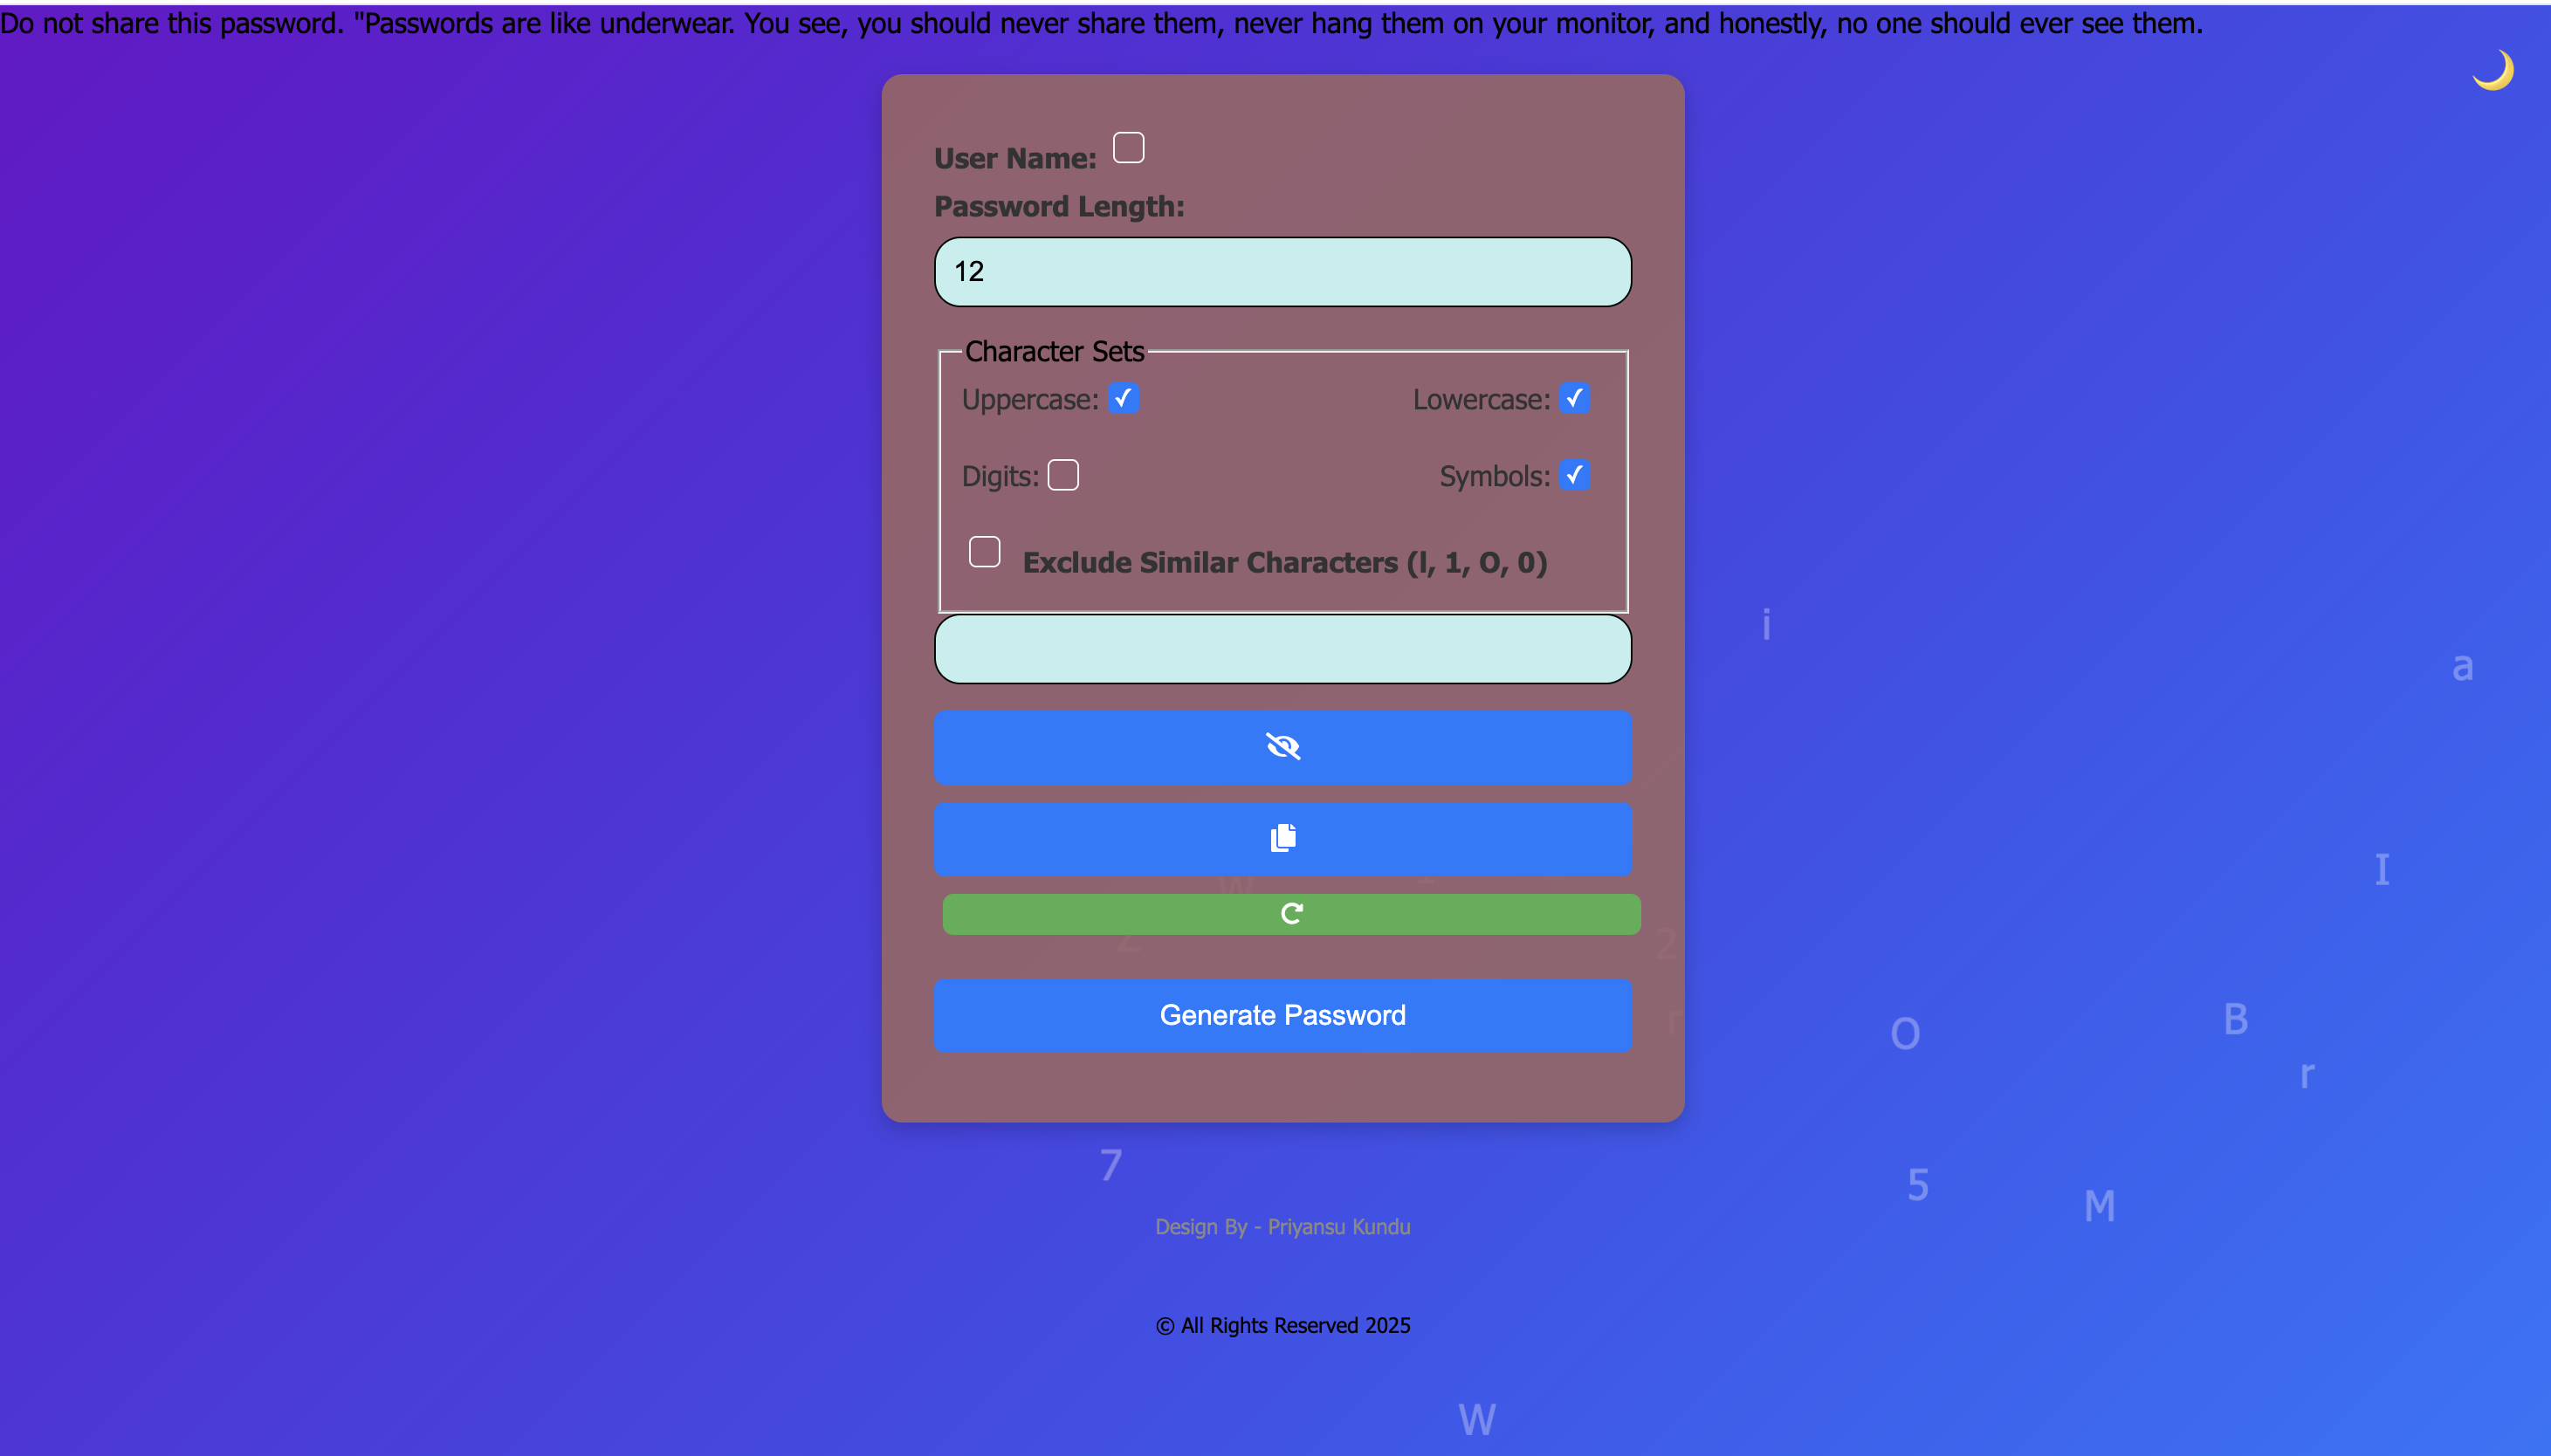 Do not share this password. "Passwords are like underwear. You see, you should never share them, never hang them on your monitor, and honestly, no one should ever see them.
User Name:
Password Length:
12
Character Sets
Uppercase:
Lowercase:
Digits:
Symbols:
Exclude Similar Characters (l, 1, O, 0)
i
a
I
W
2
Generate Password
O
B
r
r
7
5
M
Design By - Priyansu Kundu
© All Rights Reserved 2025
W